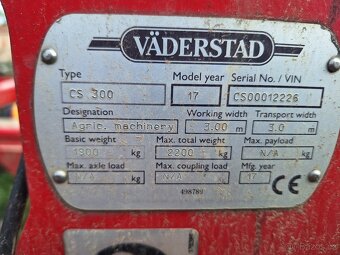 VÄDERSTAD
Type Model year Serial No./ VIN
CS 300 17 CS00012226
Designation Working width Transport width
Agric. machinery 3.00 m 3.0 m
Basic weight Max. total weight Max. payload
kg 2200 kg N/A kg
Max. axle load Max. coupling load Mfg. year
kg N/A kg 17 CE
498789